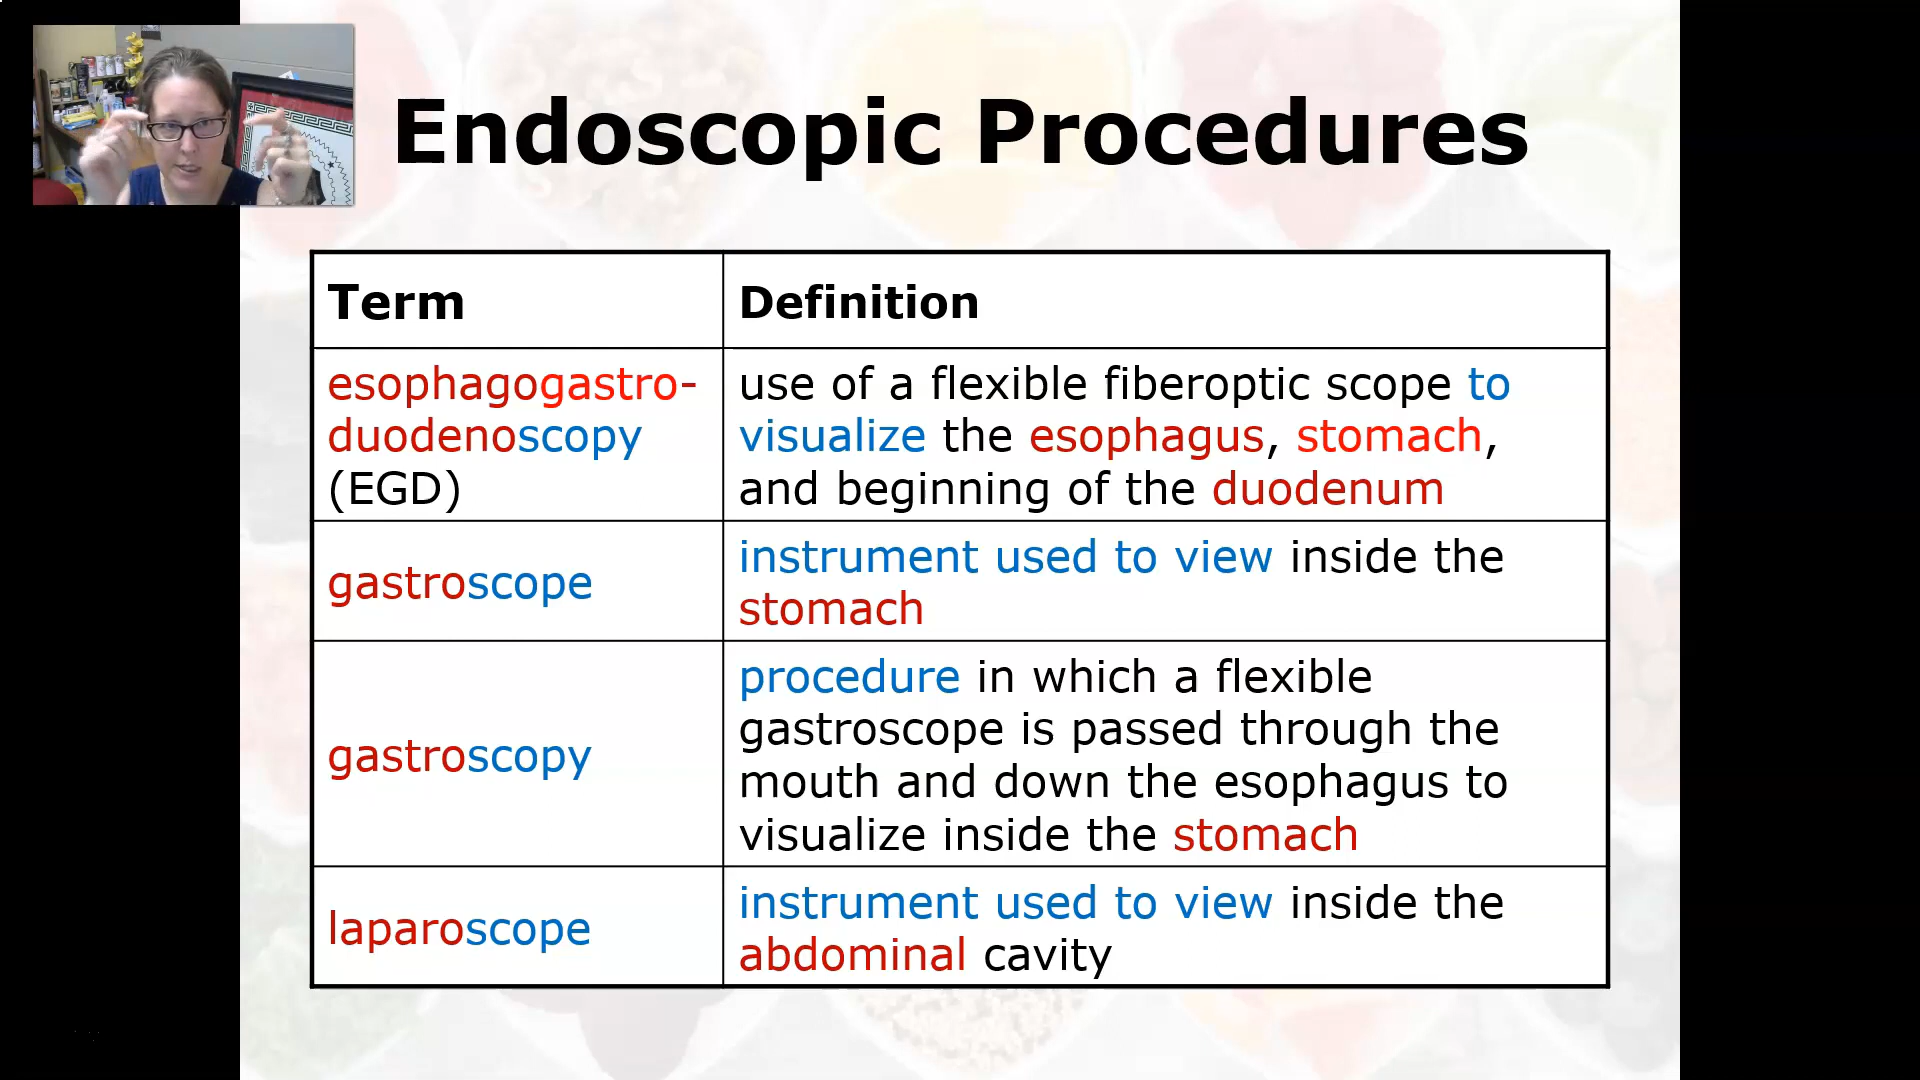 Endoscopic Procedures
Term
Definition
esophagogastro-
duodenoscopy
(EGD)
use of a flexible fiberoptic scope to
visualize the esophagus, stomach,
and beginning of the duodenum
gastroscope
instrument used to view inside the
stomach
gastroscopy
procedure in which a flexible
gastroscope is passed through the
mouth and down the esophagus to
visualize inside the stomach
laparoscope
instrument used to view inside the
abdominal cavity